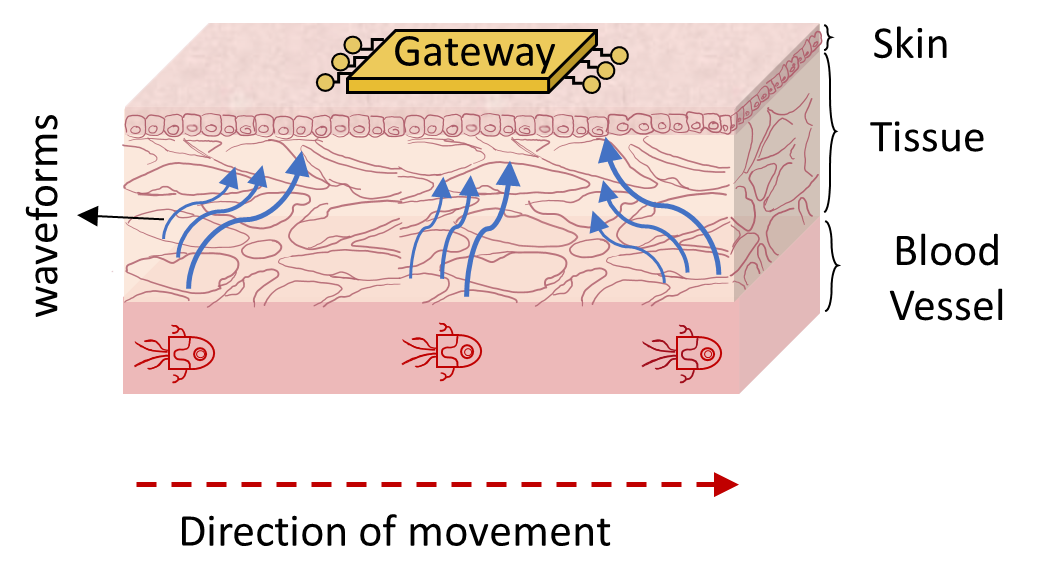 Gateway
Skin
Tissue
waveforms
Blood
Vessel
Direction of movement